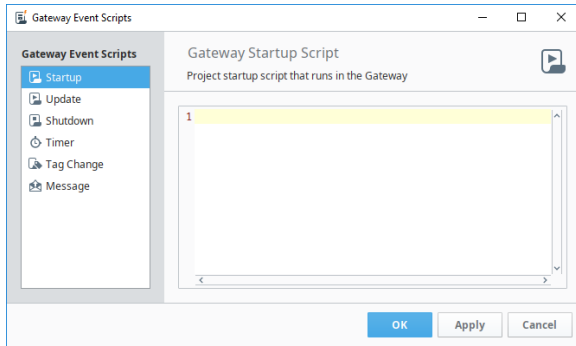 Gateway Event Scripts
Gateway Event Scripts
Startup
Update
Shutdown
Timer
Tag Change
Message
Gateway Startup Script
Project startup script that runs in the Gateway
1
OK
Apply
Cancel